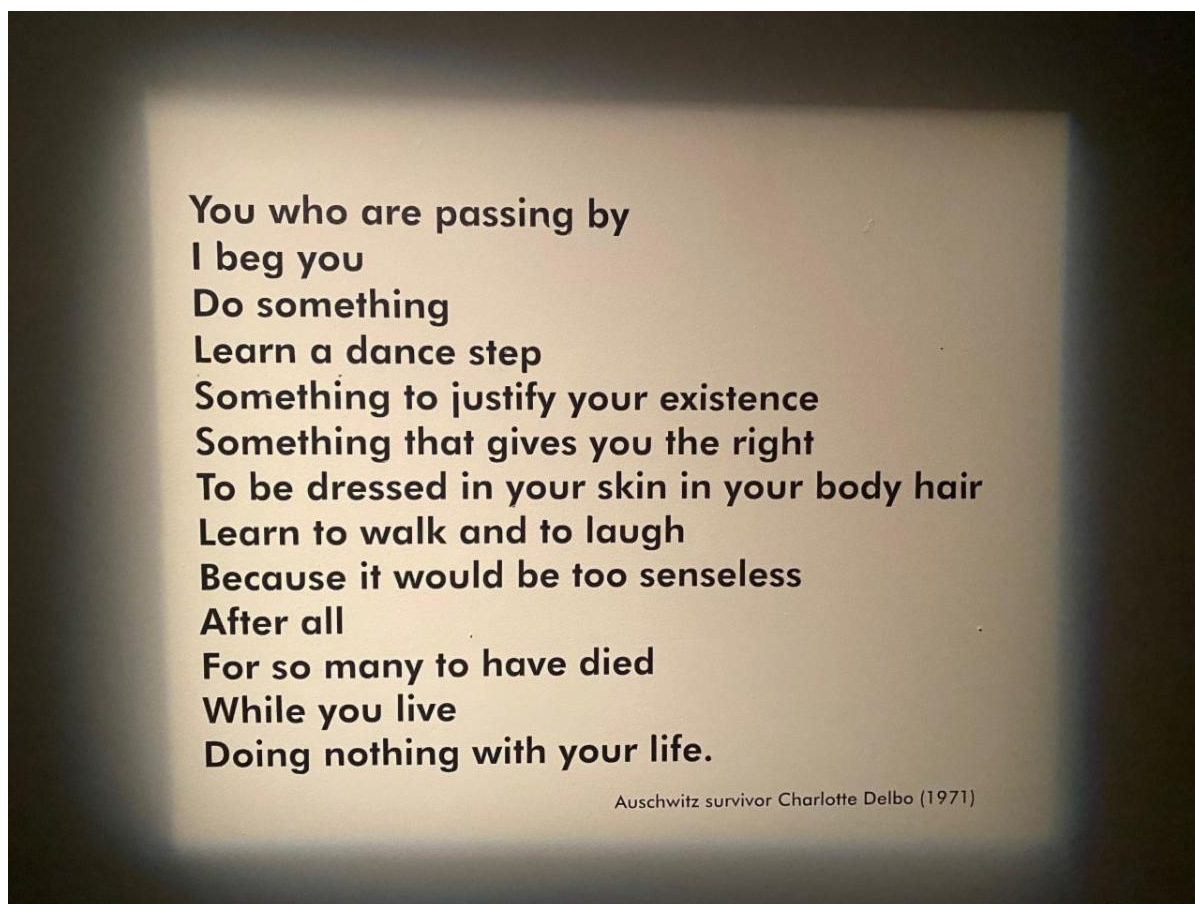 You who are passing by
I beg you
Do something
Learn a dance step
Something to justify your existence
Something that gives you the right
To be dressed in your skin in your body hair
Learn to walk and to laugh
Because it would be too senseless
After all
For so many to have died
While you live
Doing nothing with your life.
Auschwitz survivor Charlotte Delbo (1971)